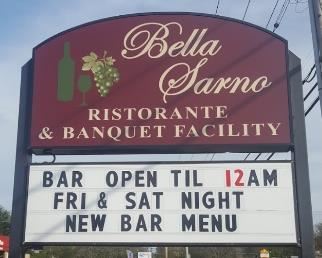 Bella
Sarno
RISTORANTE
& BANQUET FACILITY
BAR OPEN TIL 12AM
FRI & SAT NIGHT
NEW BAR MENU